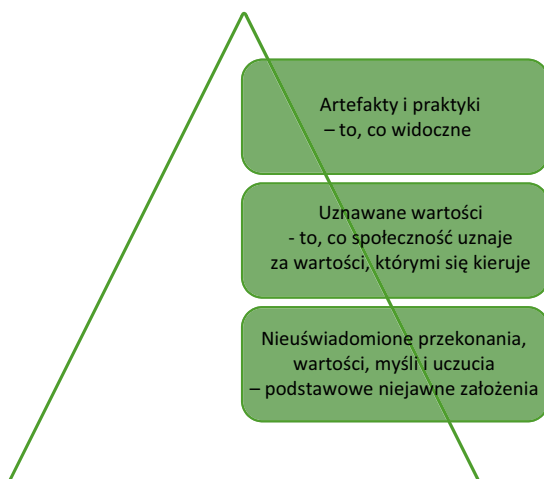 Artefakty i praktyki
– to, co widoczne
Uznawane wartości
- to, co społeczność uznaje
za wartości, którymi się kieruje
Nieuświadomione przekonania,
wartości, myśli i uczucia
– podstawowe niejawne założenia